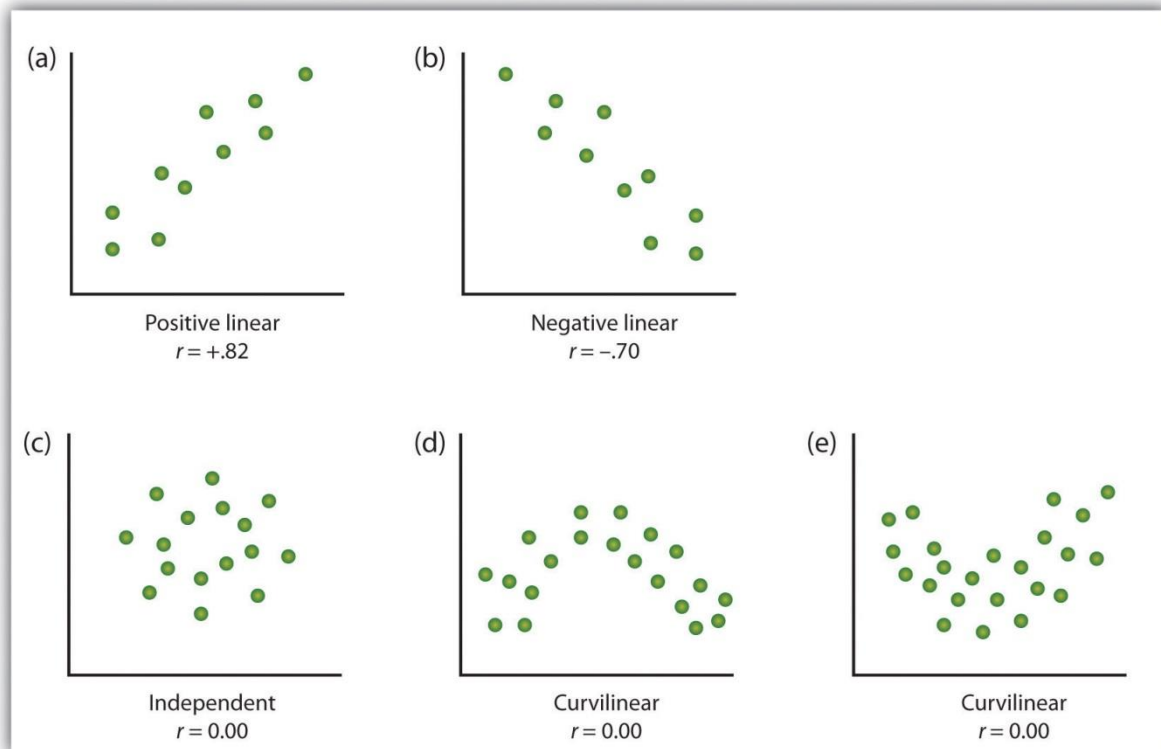 (a)
Positive linear
r = +.82
(b)
Negative linear
r = –.70
(c)
Independent
r = 0.00
(d)
Curvilinear
r = 0.00
(e)
Curvilinear
r = 0.00